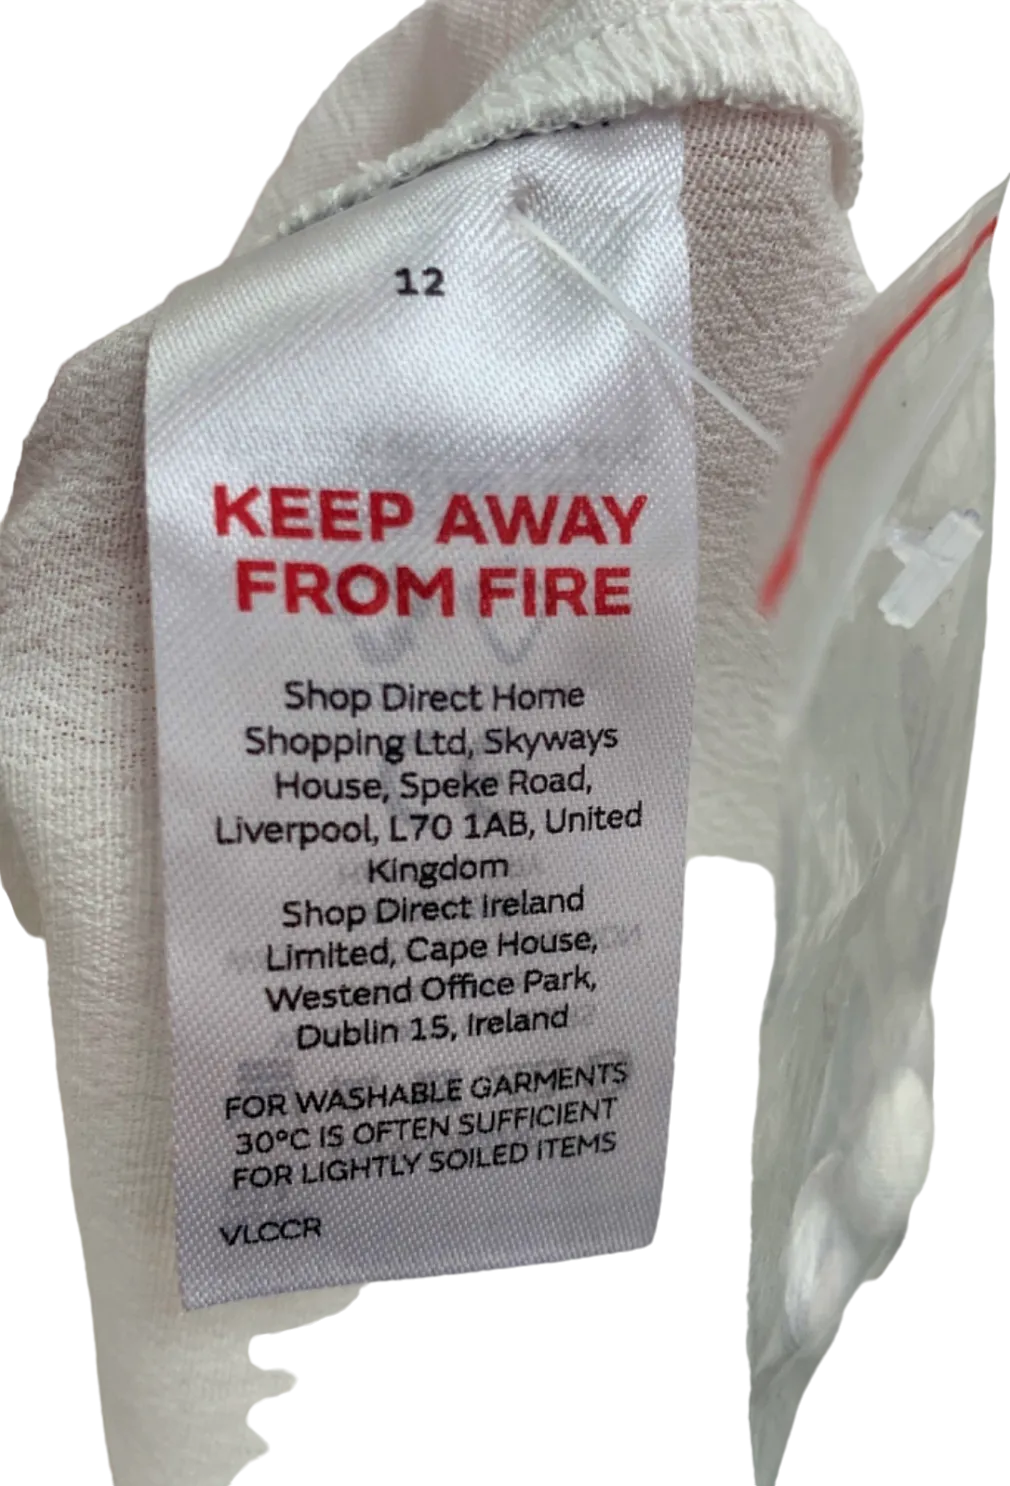 12
KEEP AWAY
FROM FIRE
Shop Direct Home
Shopping Ltd, Skyways
House, Speke Road,
Liverpool, L70 1AB, United
Kingdom
Shop Direct Ireland
Limited, Cape House,
Westend Office Park,
Dublin 15, Ireland
FOR WASHABLE GARMENTS
30°C IS OFTEN SUFFICIENT
FOR LIGHTLY SOILED ITEMS
VLCCR